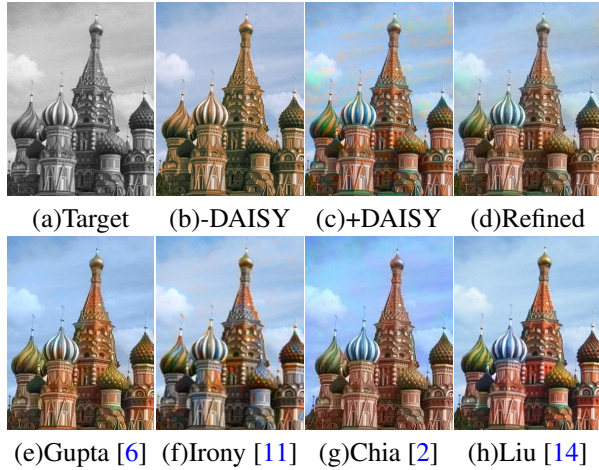 (a)Target (b)-DAISY (c)+DAISY (d)Refined
(e)Gupta [6] (f)Irony [11] (g)Chia [2] (h)Liu [14]